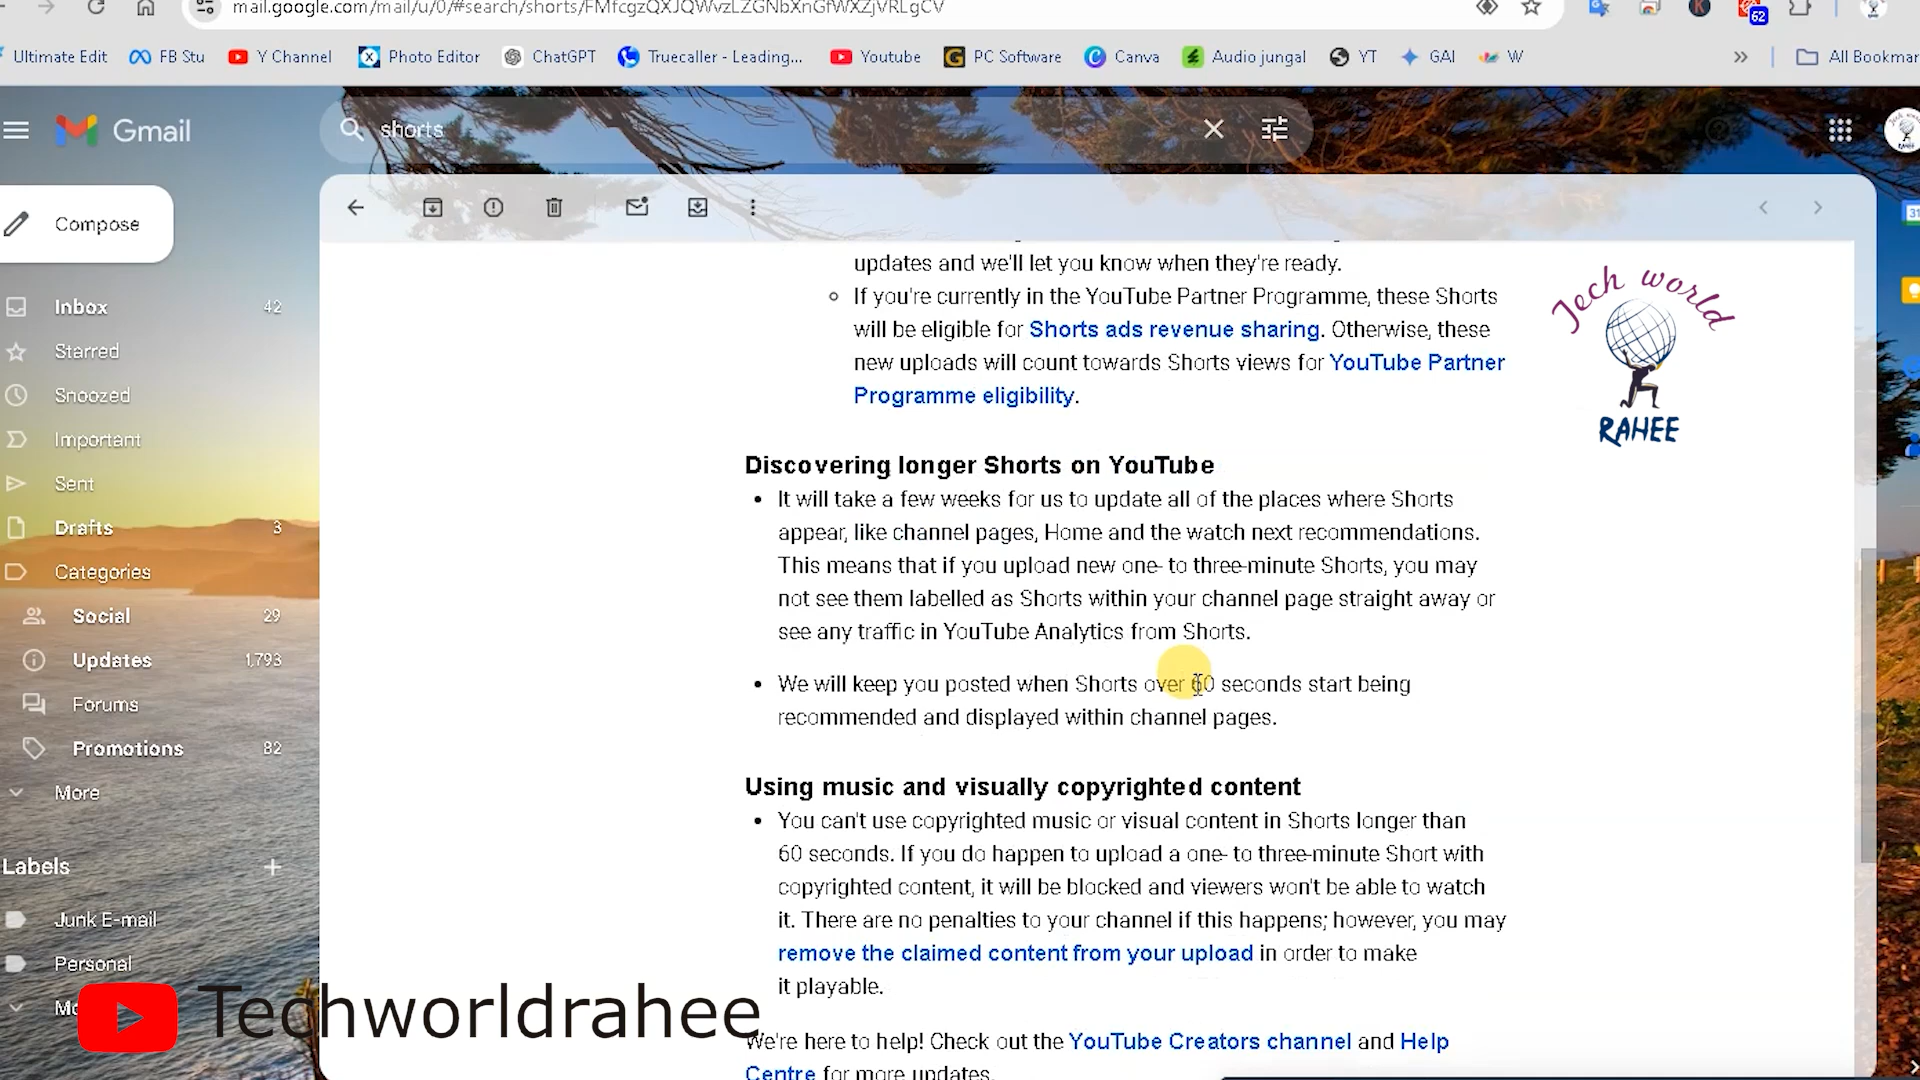 mail.google.com/mail/u/0/#search/shorts/FMfcgzQXJQWvzLZGNbXnGfWXZjVRLgCV
62
Ultimate Edit
FB Stu
Y Channel
Photo Editor
ChatGPT
Truecaller - Leading...
Youtube
PC Software
Canva
Audio jungal
YT
GAI
W
All Bookmar
Gmail
shorts
Compose
Inbox 42
Starred
Snoozed
Important
Sent
Drafts 3
Categories
Social 29
Updates 1,793
Forums
Promotions 82
More
Labels
Junk E-mail
Personal
Mo
updates and we'll let you know when they're ready.
If you're currently in the YouTube Partner Programme, these Shorts
will be eligible for Shorts ads revenue sharing. Otherwise, these
new uploads will count towards Shorts views for YouTube Partner
Programme eligibility.
Discovering longer Shorts on YouTube
It will take a few weeks for us to update all of the places where Shorts
appear, like channel pages, Home and the watch next recommendations.
This means that if you upload new one- to three-minute Shorts, you may
not see them labelled as Shorts within your channel page straight away or
see any traffic in YouTube Analytics from Shorts.
We will keep you posted when Shorts over 60 seconds start being
recommended and displayed within channel pages.
Using music and visually copyrighted content
You can't use copyrighted music or visual content in Shorts longer than
60 seconds. If you do happen to upload a one- to three-minute Short with
copyrighted content, it will be blocked and viewers won't be able to watch
it. There are no penalties to your channel if this happens; however, you may
remove the claimed content from your upload in order to make
it playable.
We're here to help! Check out the YouTube Creators channel and Help
Centre for more updates.
Tech world
RAHEE
31
Techworldrahee